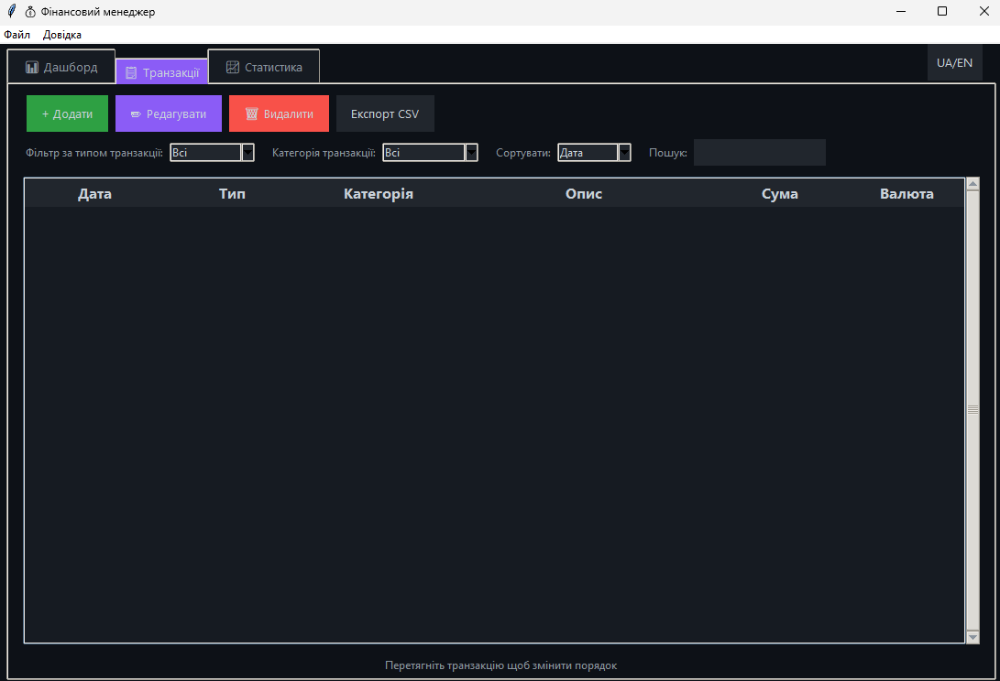 Фінансовий менеджер
Файл Довідка
Дашборд Транзакції Статистика UA/EN
+ Додати Редагувати Видалити Експорт CSV
Фільтр за типом транзакції: Всі Категорія транзакції: Всі Сортувати: Дата Пошук:
Дата Тип Категорія Опис Сума Валюта
Перетягніть транзакцію щоб змінити порядок